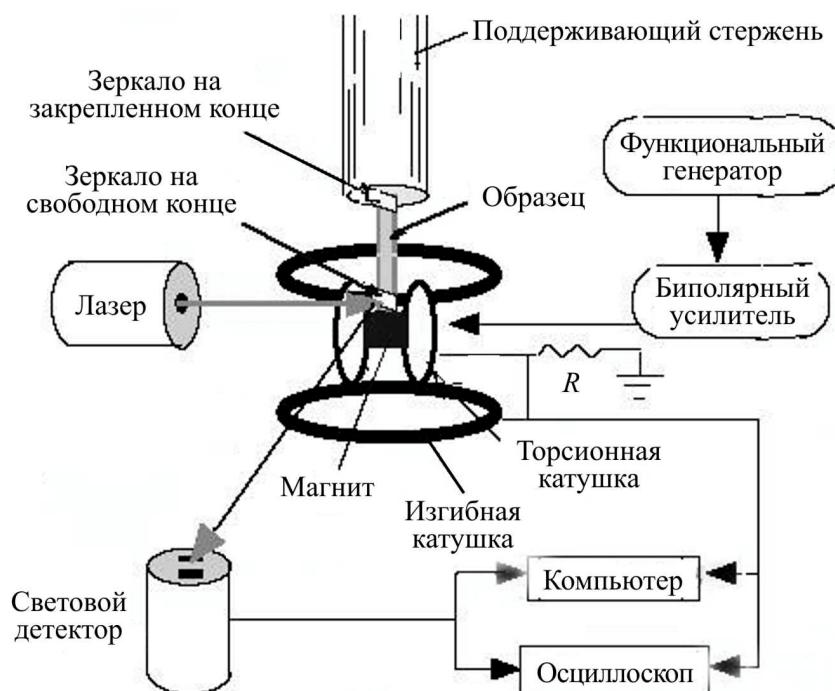 Поддерживающий стержень
Зеркало на
закрепленном конце
Функциональный
генератор
Зеркало на
свободном конце
Образец
Лазер
Биполярный
усилитель
R
Торсионная
катушка
Магнит
Изгибная
катушка
Световой
детектор
Компьютер
Осциллоскоп